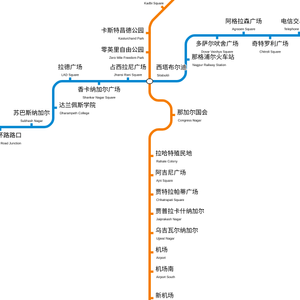 Kadbi Square
卡斯特昌德公园
Kasturchand Park
零英里自由公园
Zero Mile Freedom Park
阿格拉森广场
Agrasen Square
电信交
多萨尔吠舍广场
Dosar Vaishya Square
奇特罗利广场
Chitaroli Square
那格浦尔火车站
Nagpur Railway Station
西塔布尔迪
Sitabuldi
拉德广场
LAD Square
占西拉尼广场
Jhansi Rani Square
香卡纳加尔广场
Shankar Nagar Square
达兰佩斯学院
Dharampeth College
苏巴斯纳加尔
Subhash Nagar
环路路口
Road Junction
那加尔国会
Congress Nagar
拉哈特殖民地
Rahate Colony
阿吉尼广场
Ajni Square
贾特拉帕蒂广场
Chhatrapati Square
贾普拉卡什纳加尔
Jaiprakash Nagar
乌吉瓦尔纳加尔
Ujjwal Nagar
机场
Airport
机场南
Airport South
新机场